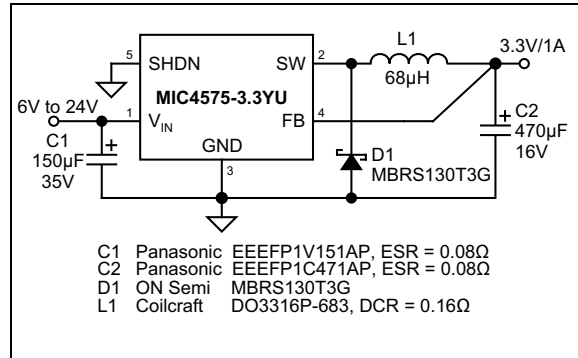 L1
3.3V/1A
5
SHDN
SW
2
68µH
MIC4575-3.3YU
6V to 24V
1
VIN
FB
4
C1
150µF
35V
GND
3
C2
470µF
16V
D1
MBRS130T3G
+
+
C1 Panasonic EEEFP1V151AP, ESR = 0.08Ω
C2 Panasonic EEEFP1C471AP, ESR = 0.08Ω
D1 ON Semi MBRS130T3G
L1 Coilcraft DO3316P-683, DCR = 0.16Ω